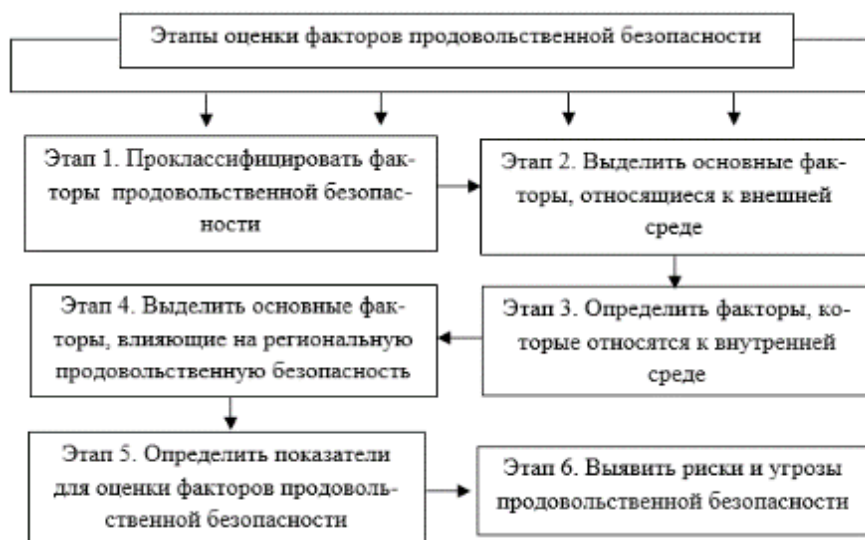 Этапы оценки факторов продовольственной безопасности
Этап 1. Проклассифицировать фак-
торы продовольственной безопас-
ности
Этап 2. Выделить основные фак-
торы, относящиеся к внешней
среде
Этап 3. Определить факторы, ко-
торые относятся к внутренней
среде
Этап 4. Выделить основные фак-
торы, влияющие на региональную
продовольственную безопасность
Этап 5. Определить показатели
для оценки факторов продоволь-
ственной безопасности
Этап 6. Выявить риски и угрозы
продовольственной безопасности